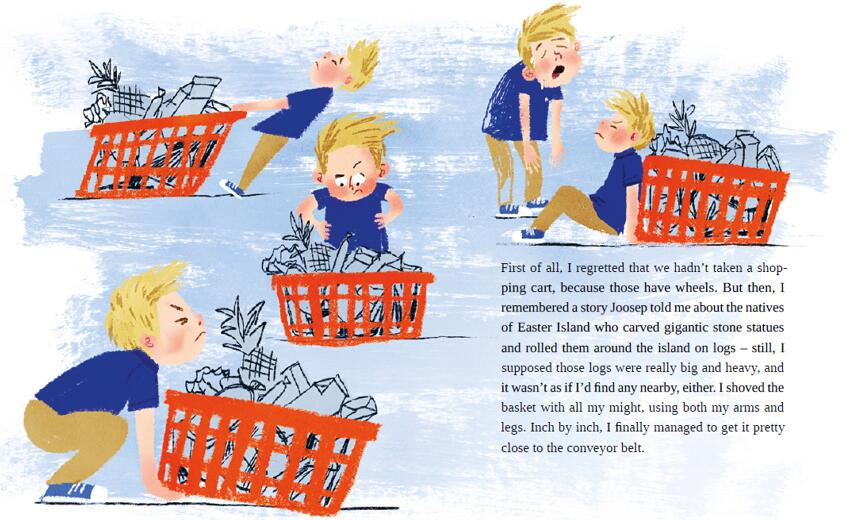 First of all, I regretted that we hadn’t taken a shop-
ping cart, because those have wheels. But then, I
remembered a story Joosep told me about the natives
of Easter Island who carved gigantic stone statues
and rolled them around the island on logs – still, I
supposed those logs were really big and heavy, and
it wasn’t as if I’d find any nearby, either. I shoved the
basket with all my might, using both my arms and
legs. Inch by inch, I finally managed to get it pretty
close to the conveyor belt.